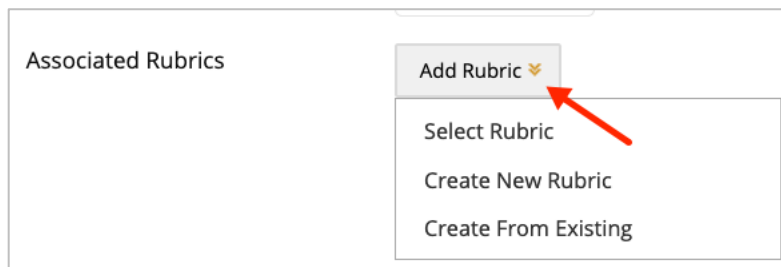 Associated Rubrics
Add Rubric
Select Rubric
Create New Rubric
Create From Existing